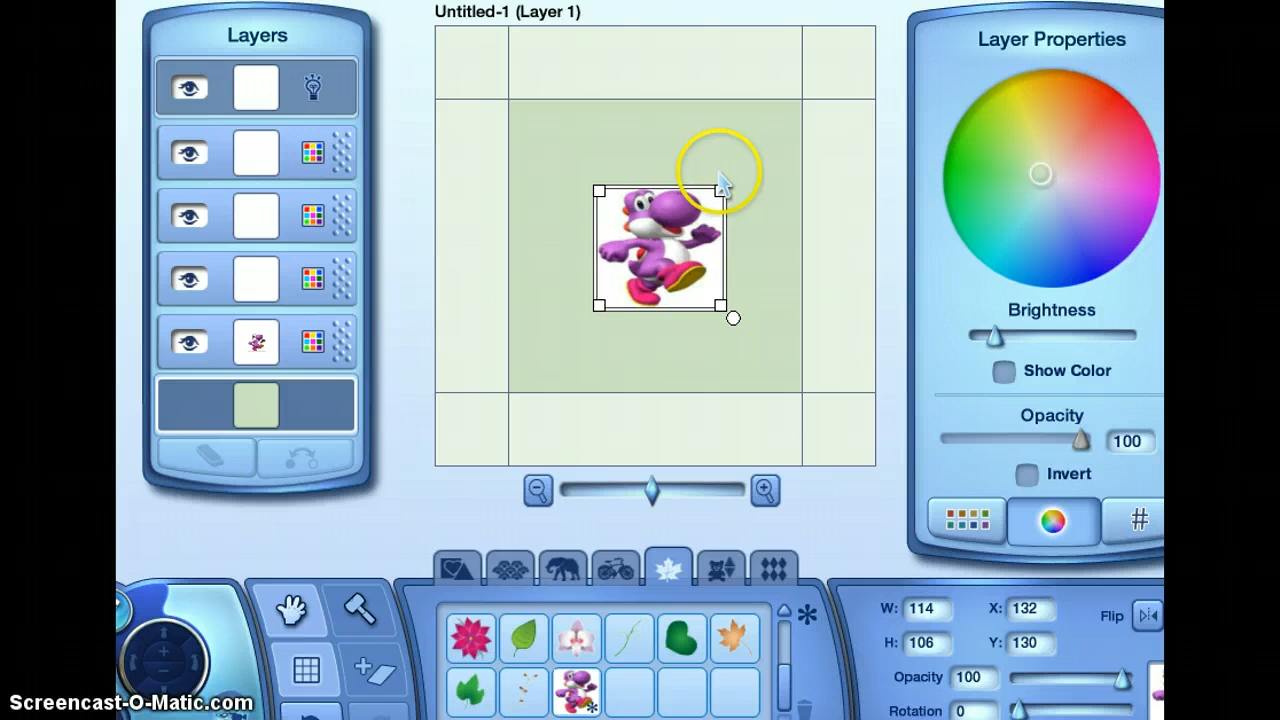 Untitled-1 (Layer 1)
Layers
Layer Properties
Brightness
Show Color
Opacity
100
Invert
#
W: 114 X: 132 Flip
H: 106 Y: 130
Opacity 100
Rotation 0
Screencast-O-Matic.com